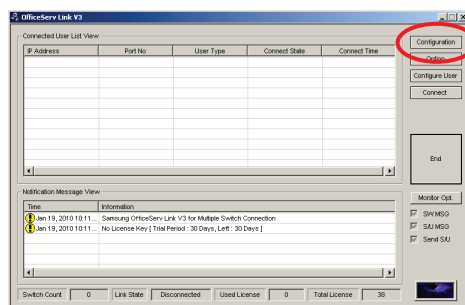 OfficeServ Link V3
Connected User List View
IP Address Port No User Type Connect State Connect Time
Configuration
Option
Configure User
Connect
End
Notification Message View
Time Information
Jan 19, 2010 10:11... Samsung OfficeServ Link V3 for Multiple Switch Connection
Jan 19, 2010 10:11... No License Key [ Trial Period : 30 Days, Left : 30 Days ]
Monitor Opt.
SW MSG
S/U MSG
Send S/U
Switch Count 0 Link State Disconnected Used License 0 Total License 38